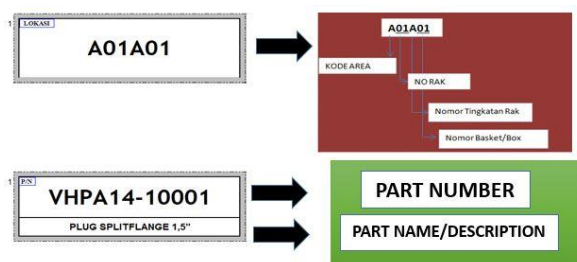 1
LOKASI
A01A01
A01A01
KODE AREA
NO RAK
Nomor Tingkatan Rak
Nomor Basket/Box
1
P/N
VHPA14-10001
PLUG SPLITFLANGE 1,5"
PART NUMBER
PART NAME/DESCRIPTION